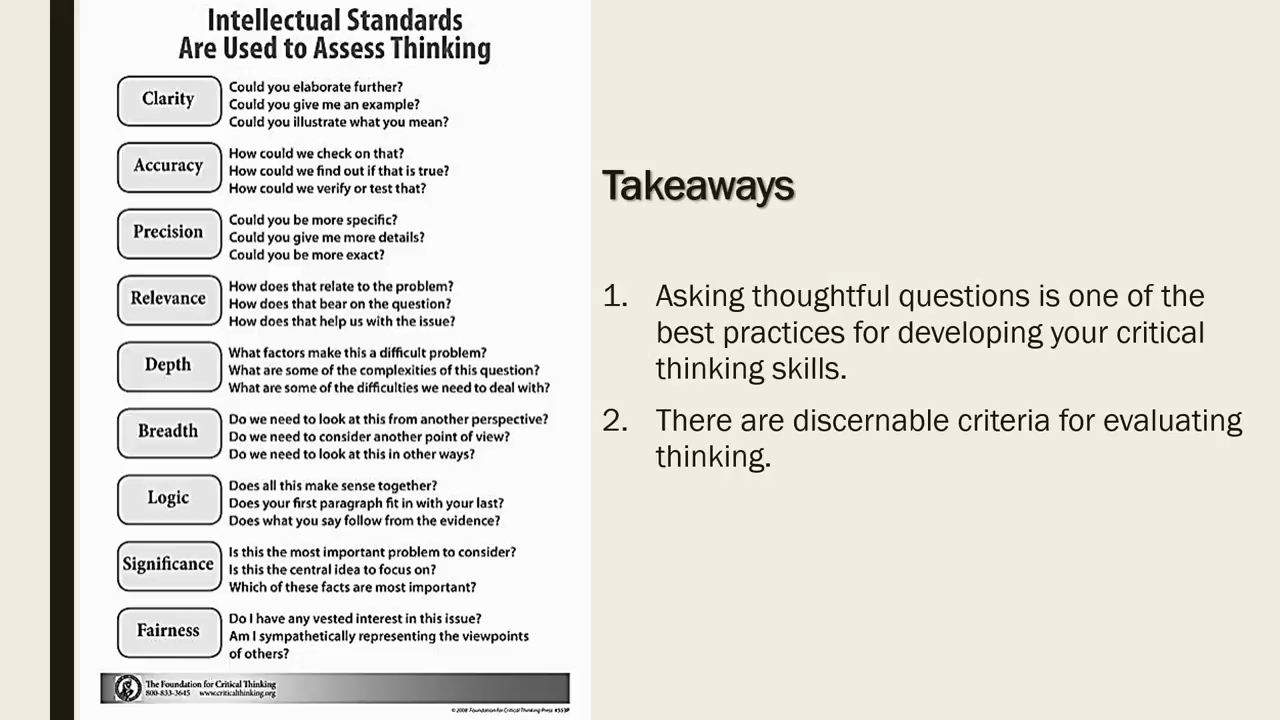 Intellectual Standards
Are Used to Assess Thinking
Clarity
Could you elaborate further?
Could you give me an example?
Could you illustrate what you mean?
Accuracy
How could we check on that?
How could we find out if that is true?
How could we verify or test that?
Precision
Could you be more specific?
Could you give me more details?
Could you be more exact?
Relevance
How does that relate to the problem?
How does that bear on the question?
How does that help us with the issue?
Depth
What factors make this a difficult problem?
What are some of the complexities of this question?
What are some of the difficulties we need to deal with?
Breadth
Do we need to look at this from another perspective?
Do we need to consider another point of view?
Do we need to look at this in other ways?
Logic
Does all this make sense together?
Does your first paragraph fit in with your last?
Does what you say follow from the evidence?
Significance
Is this the most important problem to consider?
Is this the central idea to focus on?
Which of these facts are most important?
Fairness
Do I have any vested interest in this issue?
Am I sympathetically representing the viewpoints
of others?
The Foundation for Critical Thinking
800-833-3645 www.criticalthinking.org
© 2008 Foundation for Critical Thinking Press #553P
Takeaways
1. Asking thoughtful questions is one of the
best practices for developing your critical
thinking skills.
2. There are discernable criteria for evaluating
thinking.